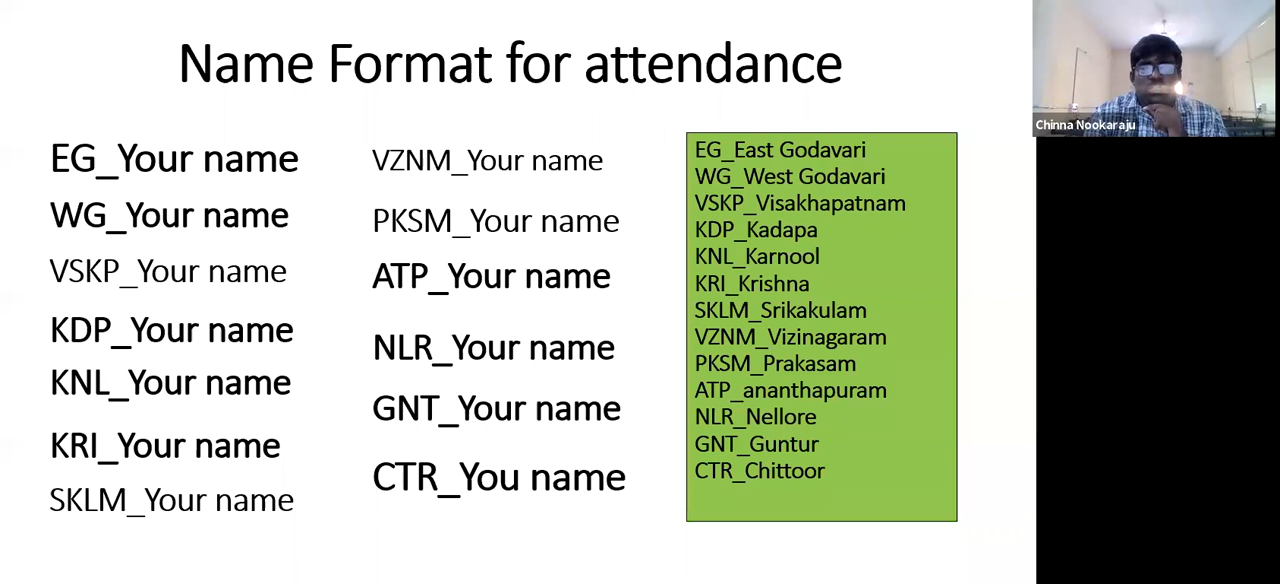 Name Format for attendance
EG_Your name
WG_Your name
VSKP_Your name
KDP_Your name
KNL_Your name
KRI_Your name
SKLM_Your name
VZNM_Your name
PKSM_Your name
ATP_Your name
NLR_Your name
GNT_Your name
CTR_You name
EG_East Godavari
WG_West Godavari
VSKP_Visakhapatnam
KDP_Kadapa
KNL_Karnool
KRI_Krishna
SKLM_Srikakulam
VZNM_Vizinagaram
PKSM_Prakasam
ATP_ananthapuram
NLR_Nellore
GNT_Guntur
CTR_Chittoor
Chinna Nookaraju